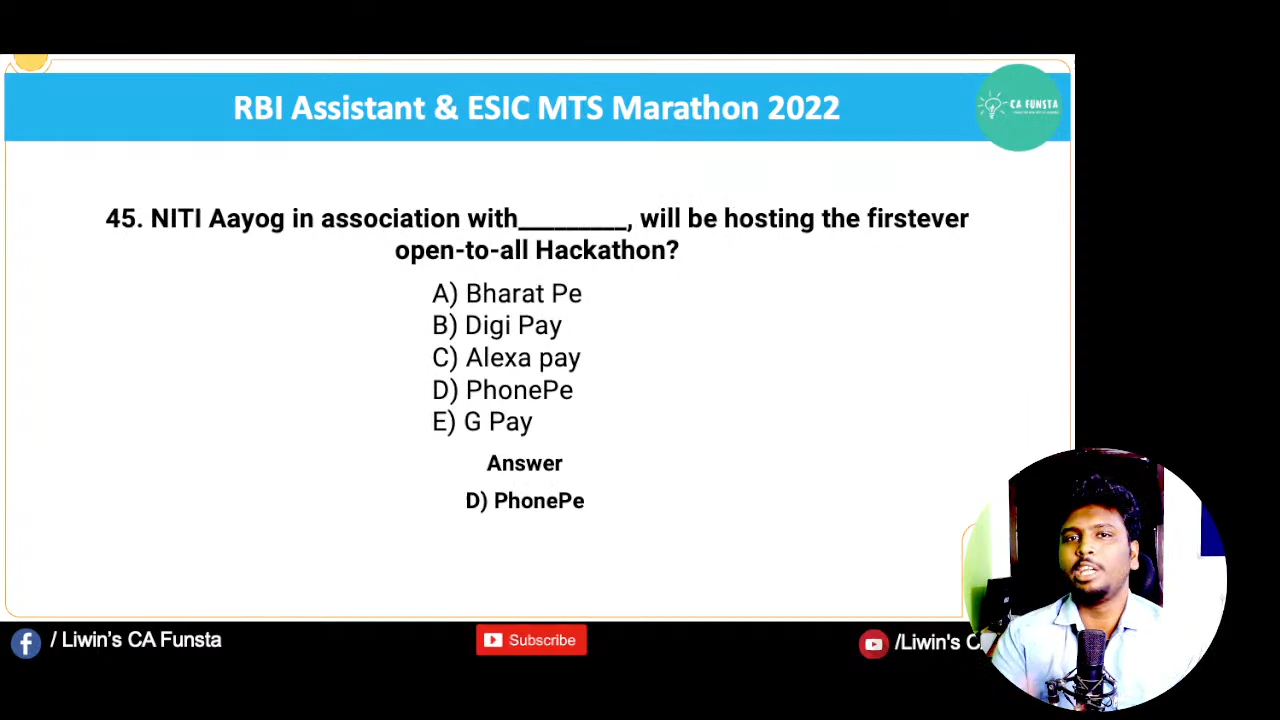 RBI Assistant & ESIC MTS Marathon 2022
CA FUNSTA
45. NITI Aayog in association with_________, will be hosting the firstever
open-to-all Hackathon?
A) Bharat Pe
B) Digi Pay
C) Alexa pay
D) PhonePe
E) G Pay
Answer
D) PhonePe
/ Liwin's CA Funsta
Subscribe
/Liwin's